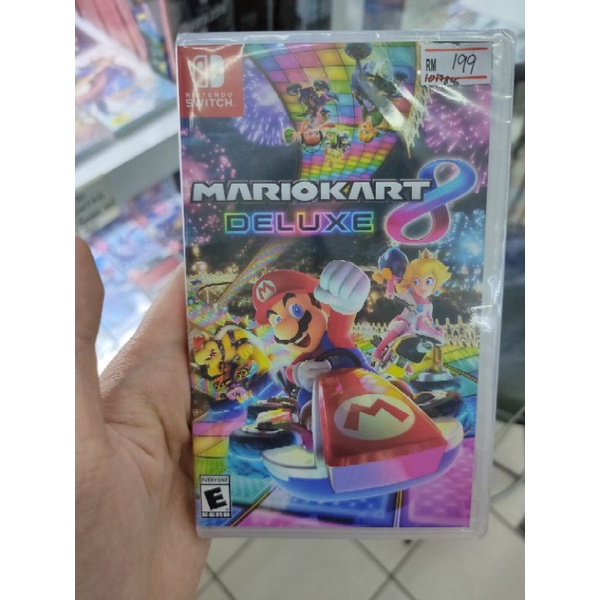 RM 199
NINTENDO
SWITCH
MARIOKART 8
DELUXE
M
M
EVERYONE
E
ESRB